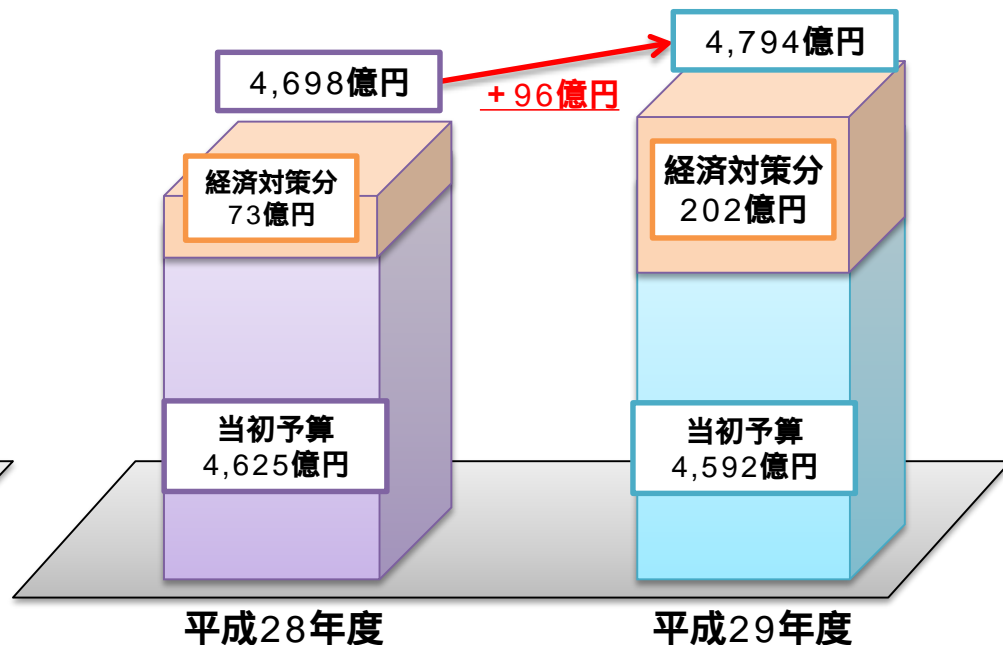 4,698億円
+96億円
4,794億円
経済対策分
73億円
経済対策分
202億円
当初予算
4,625億円
当初予算
4,592億円
平成28年度
平成29年度